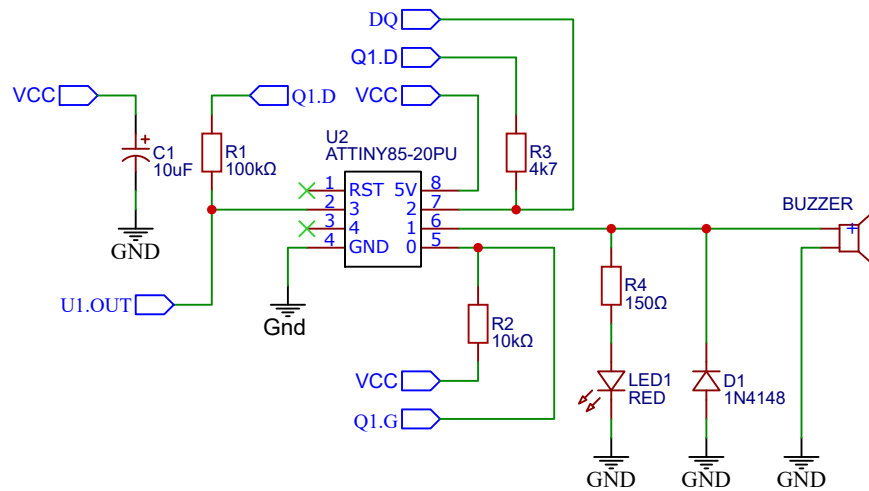 DQ
Q1.D
VCC
VCC
Q1.D
C1
10uF
R1
100kΩ
U2
ATTINY85-20PU
R3
4k7
1 RST 5V 8
2 3 2 7
3 4 1 6
4 GND 0 5
BUZZER
+
+
GND
U1.OUT
Gnd
R2
10kΩ
R4
150Ω
VCC
LED1
RED
D1
1N4148
Q1.G
GND
GND
GND